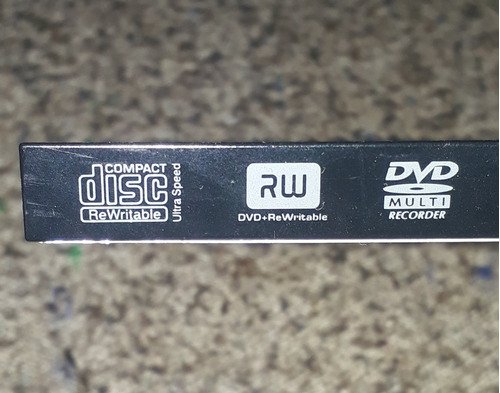 COMPACT
disc
ReWritable
Ultra Speed
RW
DVD+ReWritable
DVD
MULTI
RECORDER